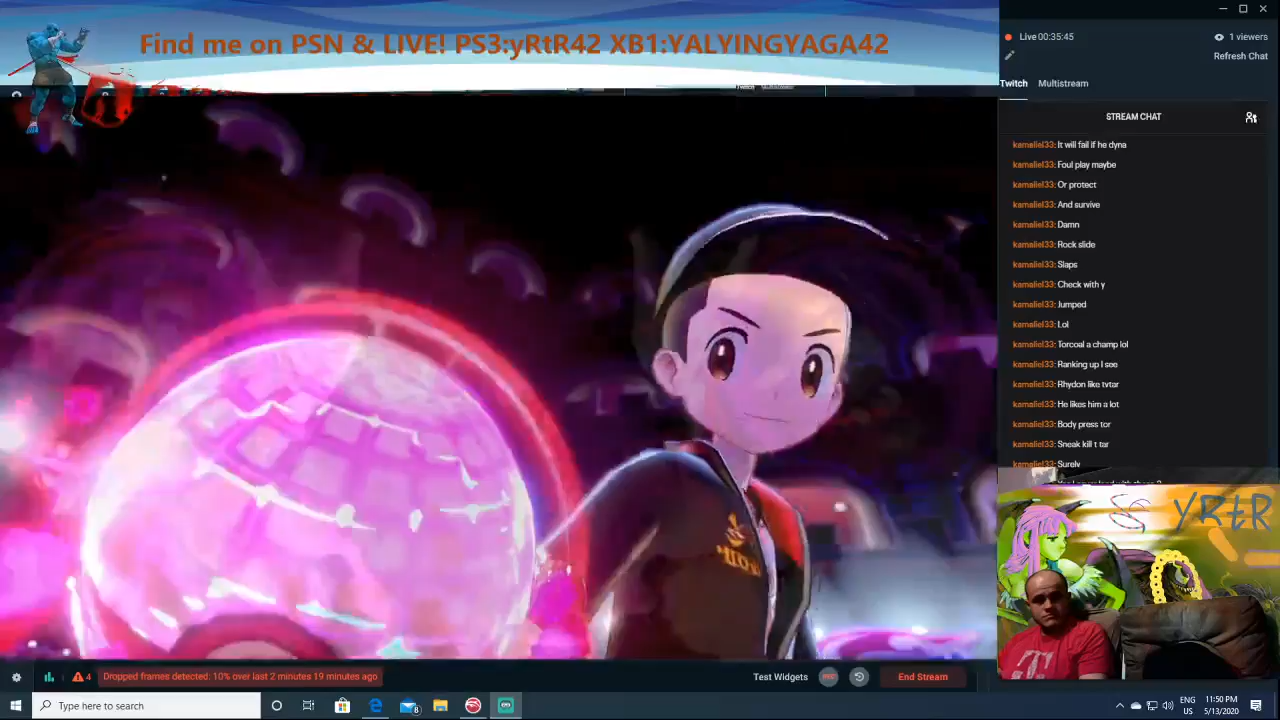 Find me on PSN & LIVE! PS3:yRtR42 XB1:YALYINGYAGA42
Live 00:35:45
1 viewers
Refresh Chat
Twitch Multistream
STREAM CHAT
kamaliel33: It will fail if he dyna
kamaliel33: Foul play maybe
kamaliel33: Or protect
kamaliel33: And survive
kamaliel33: Damn
kamaliel33: Rock slide
kamaliel33: Slaps
kamaliel33: Check with y
kamaliel33: Jumped
kamaliel33: Lol
kamaliel33: Torcoal a champ lol
kamaliel33: Ranking up I see
kamaliel33: Rhydon like tvtar
kamaliel33: He likes him a lot
kamaliel33: Body press tor
kamaliel33: Sneak kill t tar
kamaliel33: Surely
yRtR
4 Dropped frames detected: 10% over last 2 minutes 19 minutes ago
Test Widgets
REC
End Stream
Type here to search
8
ENG
US
11:50 PM
5/13/2020